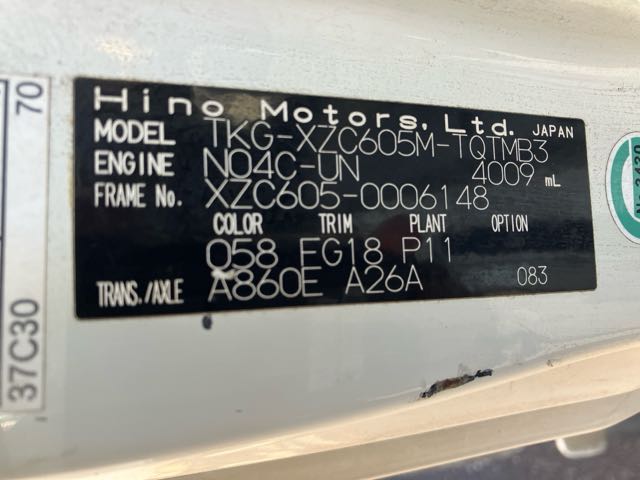 Hino Motors, Ltd. JAPAN
MODEL TKG-XZC605M-TQTMB3
ENGINE N04C-UN 4009 mL
FRAME No. XZC605-0006148
COLOR TRIM PLANT OPTION
058 FG18 P11
TRANS./AXLE A860E A26A 083
37C30 70